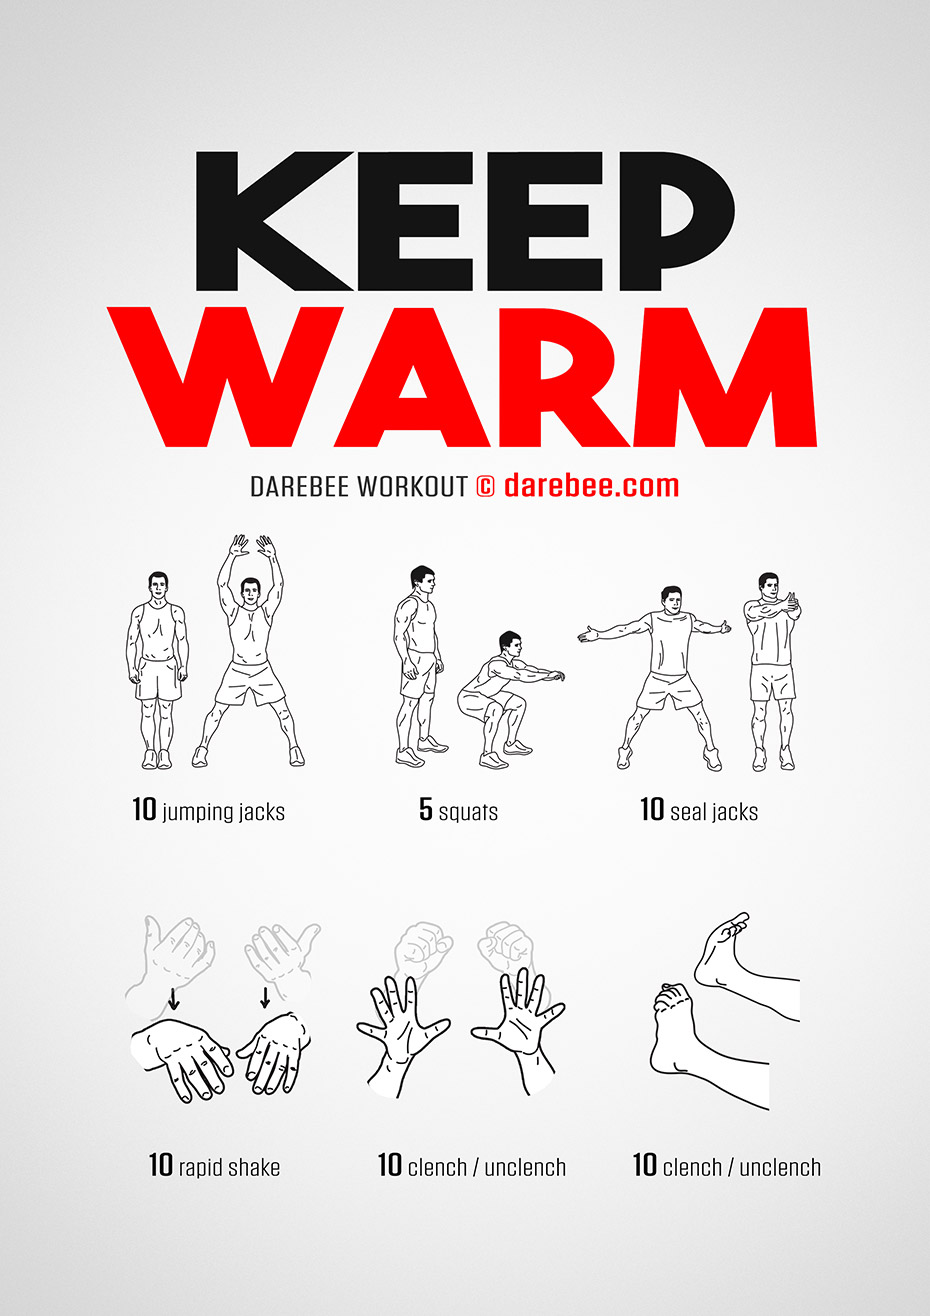 KEEP
WARM
DAREBEE WORKOUT © darebee.com
10 jumping jacks
5 squats
10 seal jacks
10 rapid shake
10 clench / unclench
10 clench / unclench